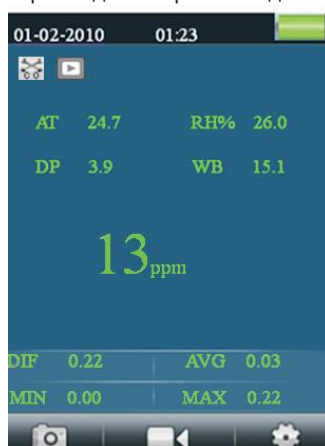 01-02-2010 01:23
AT 24.7 RH% 26.0
DP 3.9 WB 15.1
13ppm
DIF 0.22 AVG 0.03
MIN 0.00 MAX 0.22